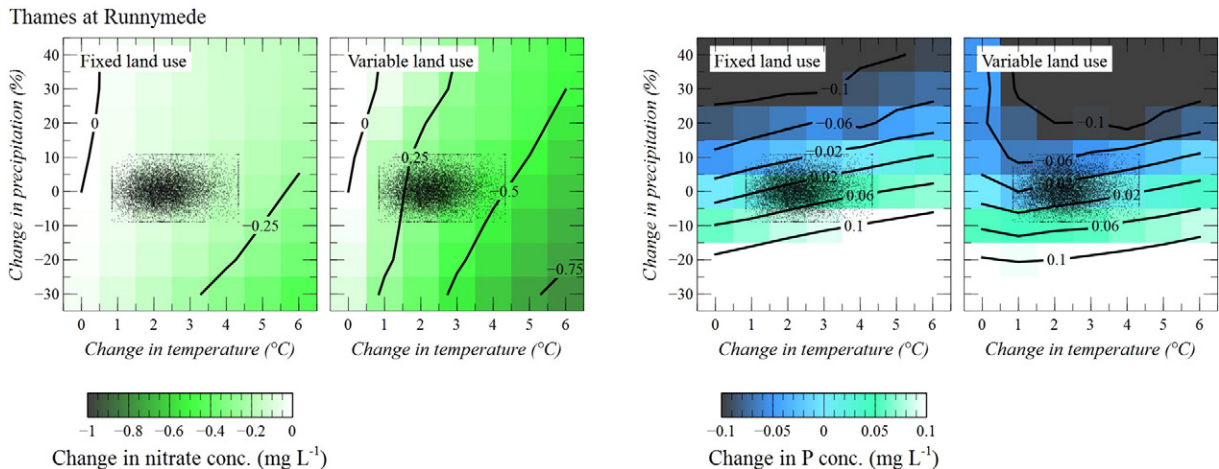 Thames at Runnymede
Change in precipitation (%)
40
30
20
10
0
−10
−20
−30
Fixed land use
0
−0.25
0 1 2 3 4 5 6
Change in temperature (°C)
Variable land use
0
0.25
−0.5
−0.75
0 1 2 3 4 5 6
Change in temperature (°C)
−1 −0.8 −0.6 −0.4 −0.2 0
Change in nitrate conc. (mg L-1)
Change in precipitation (%)
40
30
20
10
0
−10
−20
−30
Fixed land use
−0.1
−0.06
−0.02
0.02
0.06
0.1
0 1 2 3 4 5 6
Change in temperature (°C)
Variable land use
−0.1
−0.06
−0.02
0.02
0.06
0.1
0 1 2 3 4 5 6
Change in temperature (°C)
−0.1 −0.05 0 0.05 0.1
Change in P conc. (mg L-1)